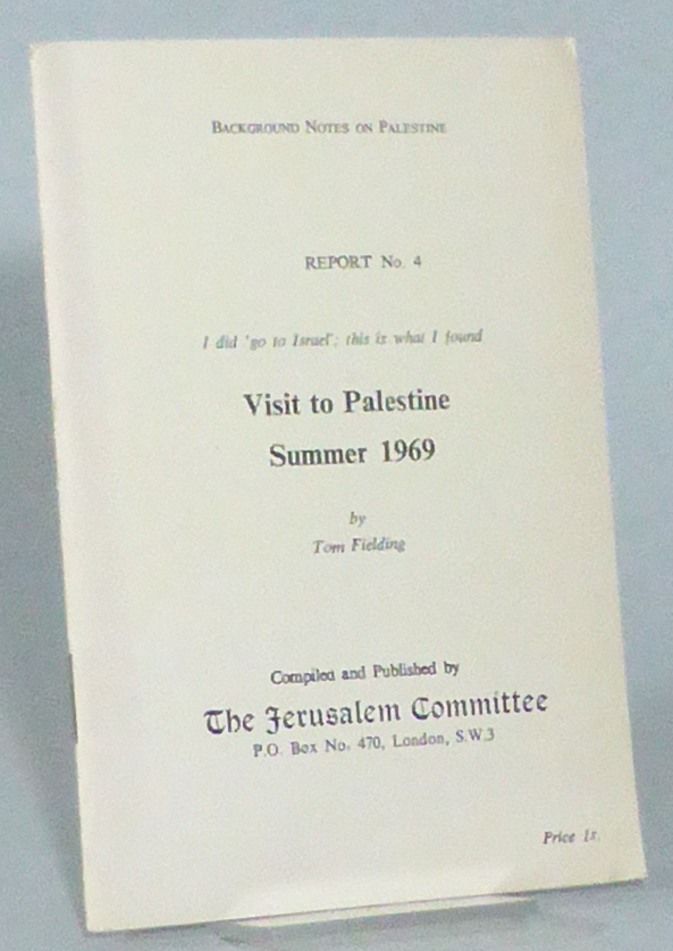 BACKGROUND NOTES ON PALESTINE
REPORT No. 4
I did 'go to Israel'; this is what I found
Visit to Palestine
Summer 1969
by
Tom Fielding
Compiled and Published by
The Jerusalem Committee
P.O. Box No. 470, London, S.W.3
Price 1s.